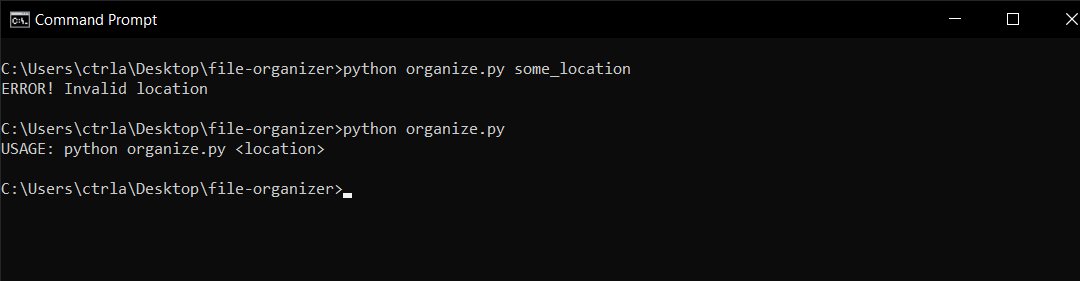 Command Prompt
C:\Users\ctrla\Desktop\file-organizer>python organize.py some_location
ERROR! Invalid location
C:\Users\ctrla\Desktop\file-organizer>python organize.py
USAGE: python organize.py <location>
C:\Users\ctrla\Desktop\file-organizer>